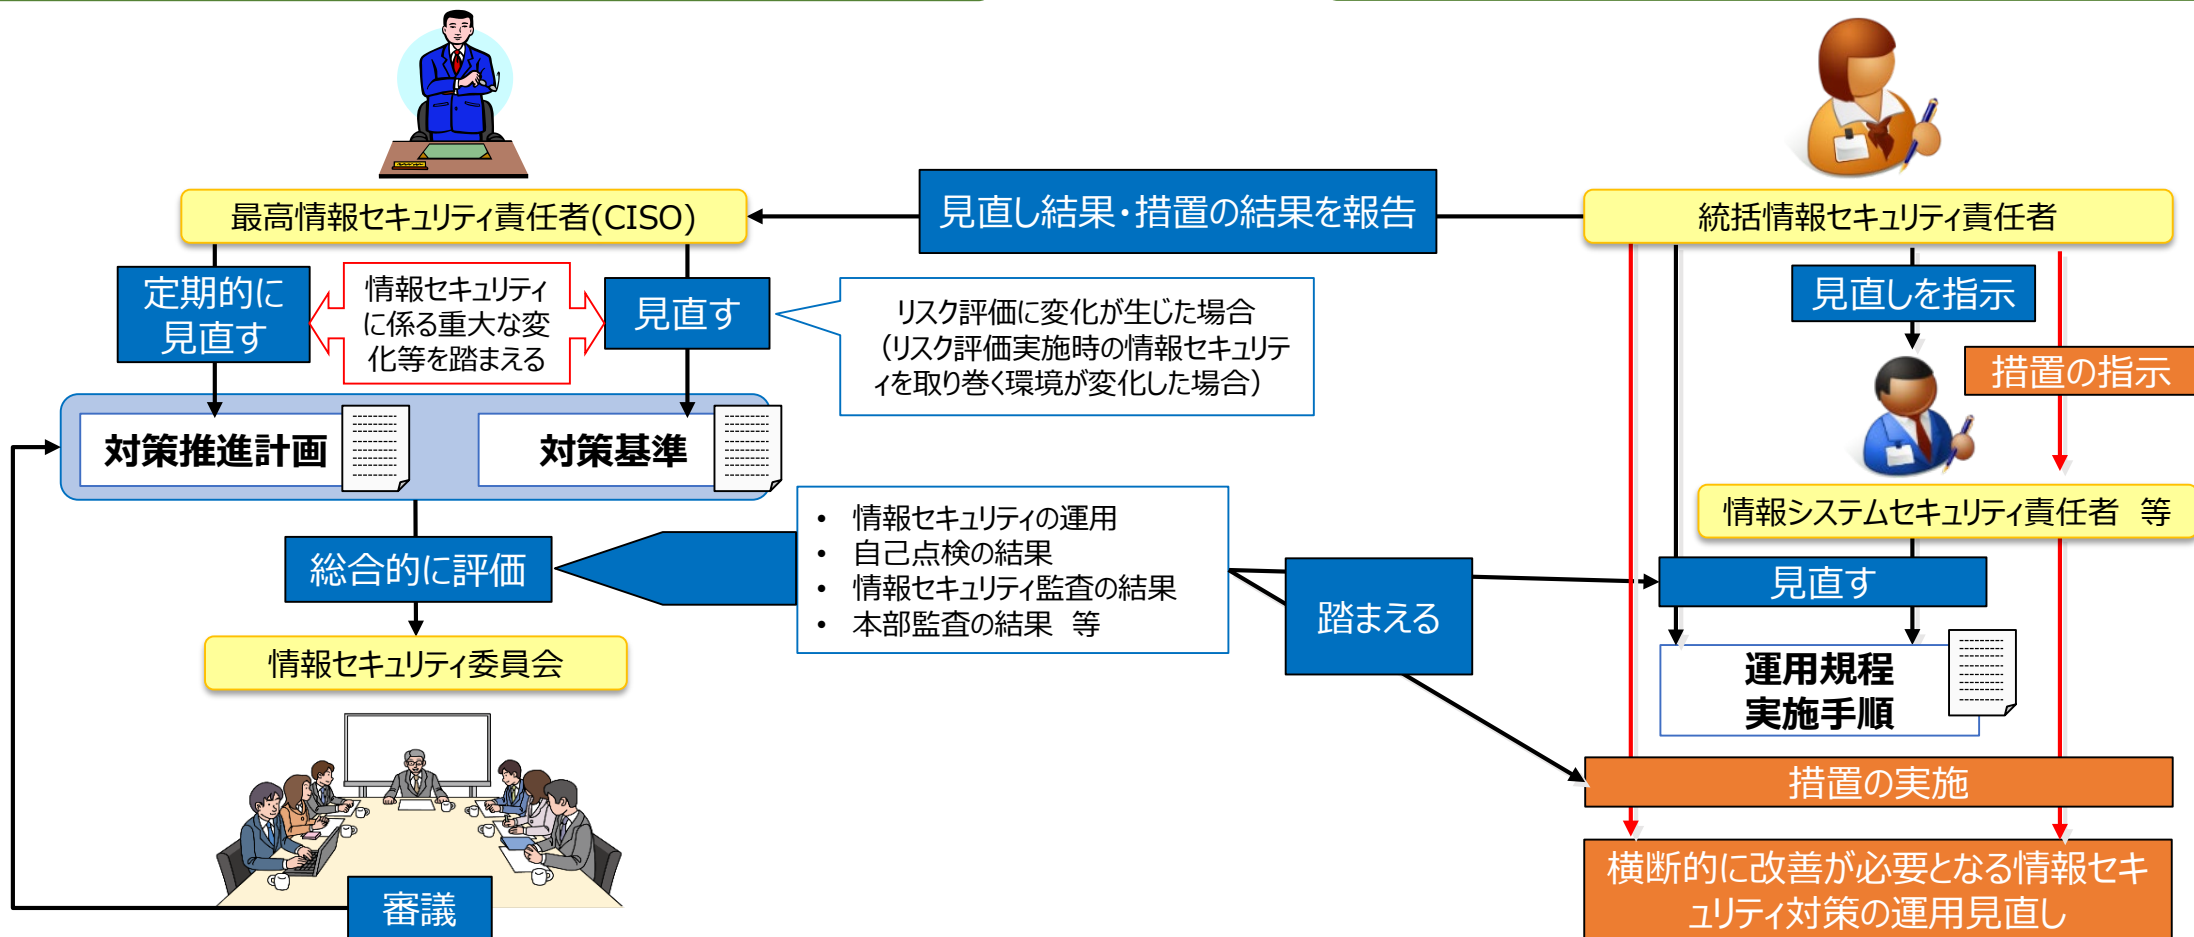 最高情報セキュリティ責任者(CISO)
見直し結果・措置の結果を報告
統括情報セキュリティ責任者
定期的に
見直す
情報セキュリティ
に係る重大な変
化等を踏まえる
見直す
リスク評価に変化が生じた場合
（リスク評価実施時の情報セキュリテ
ィを取り巻く環境が変化した場合）
見直しを指示
措置の指示
対策推進計画
対策基準
情報システムセキュリティ責任者　等
総合的に評価
• 情報セキュリティの運用
• 自己点検の結果
• 情報セキュリティ監査の結果
• 本部監査の結果　等
踏まえる
見直す
情報セキュリティ委員会
運用規程
実施手順
措置の実施
横断的に改善が必要となる情報セキ
ュリティ対策の運用見直し
審議